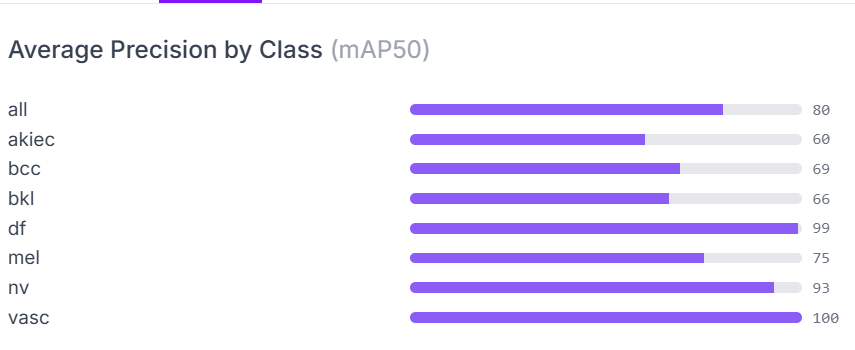 Average Precision by Class (mAP50)
all 80
akiec 60
bcc 69
bkl 66
df 99
mel 75
nv 93
vasc 100